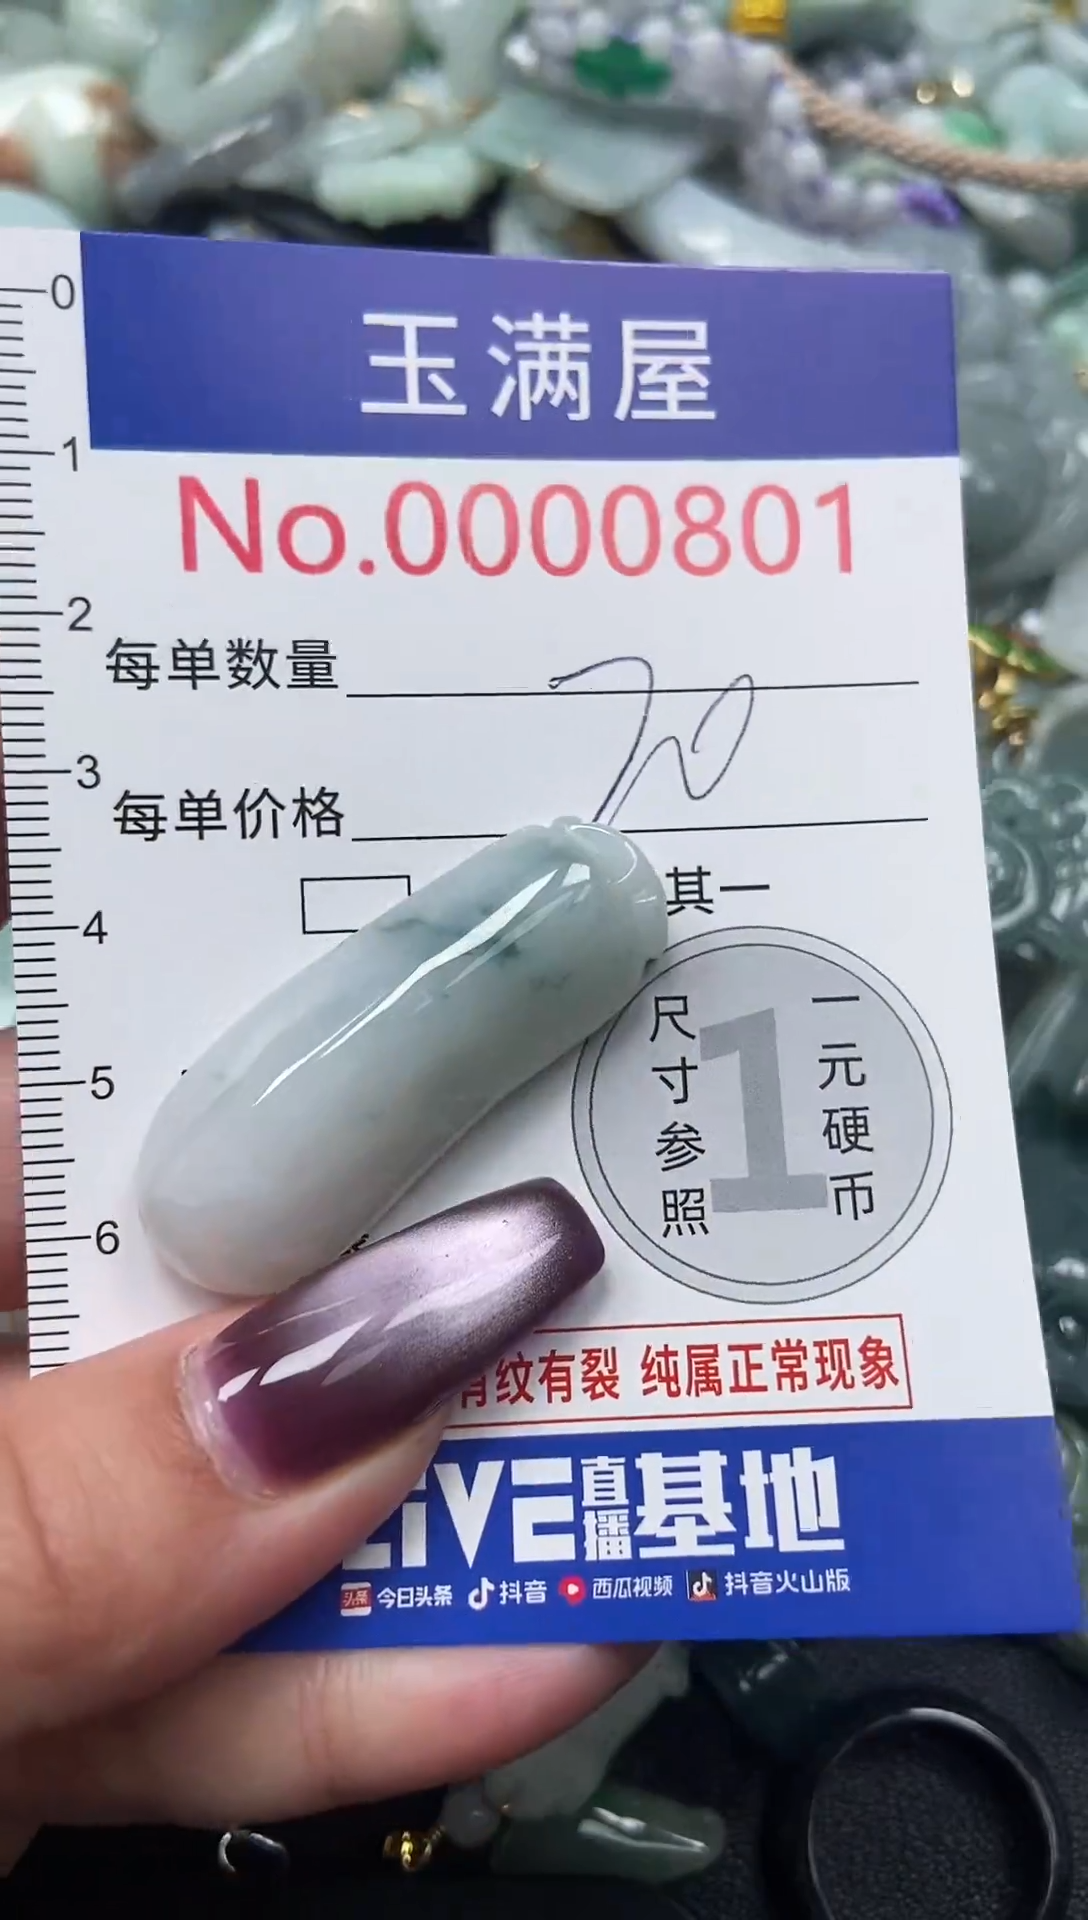 玉满屋
No.0000801
0
1
2
3
4
5
6
每单数量
70
每单价格
其一
尺寸参照
1
一元硬币
有纹有裂 纯属正常现象
LiVE直播基地
头条 今日头条 抖音 西瓜视频 抖音火山版